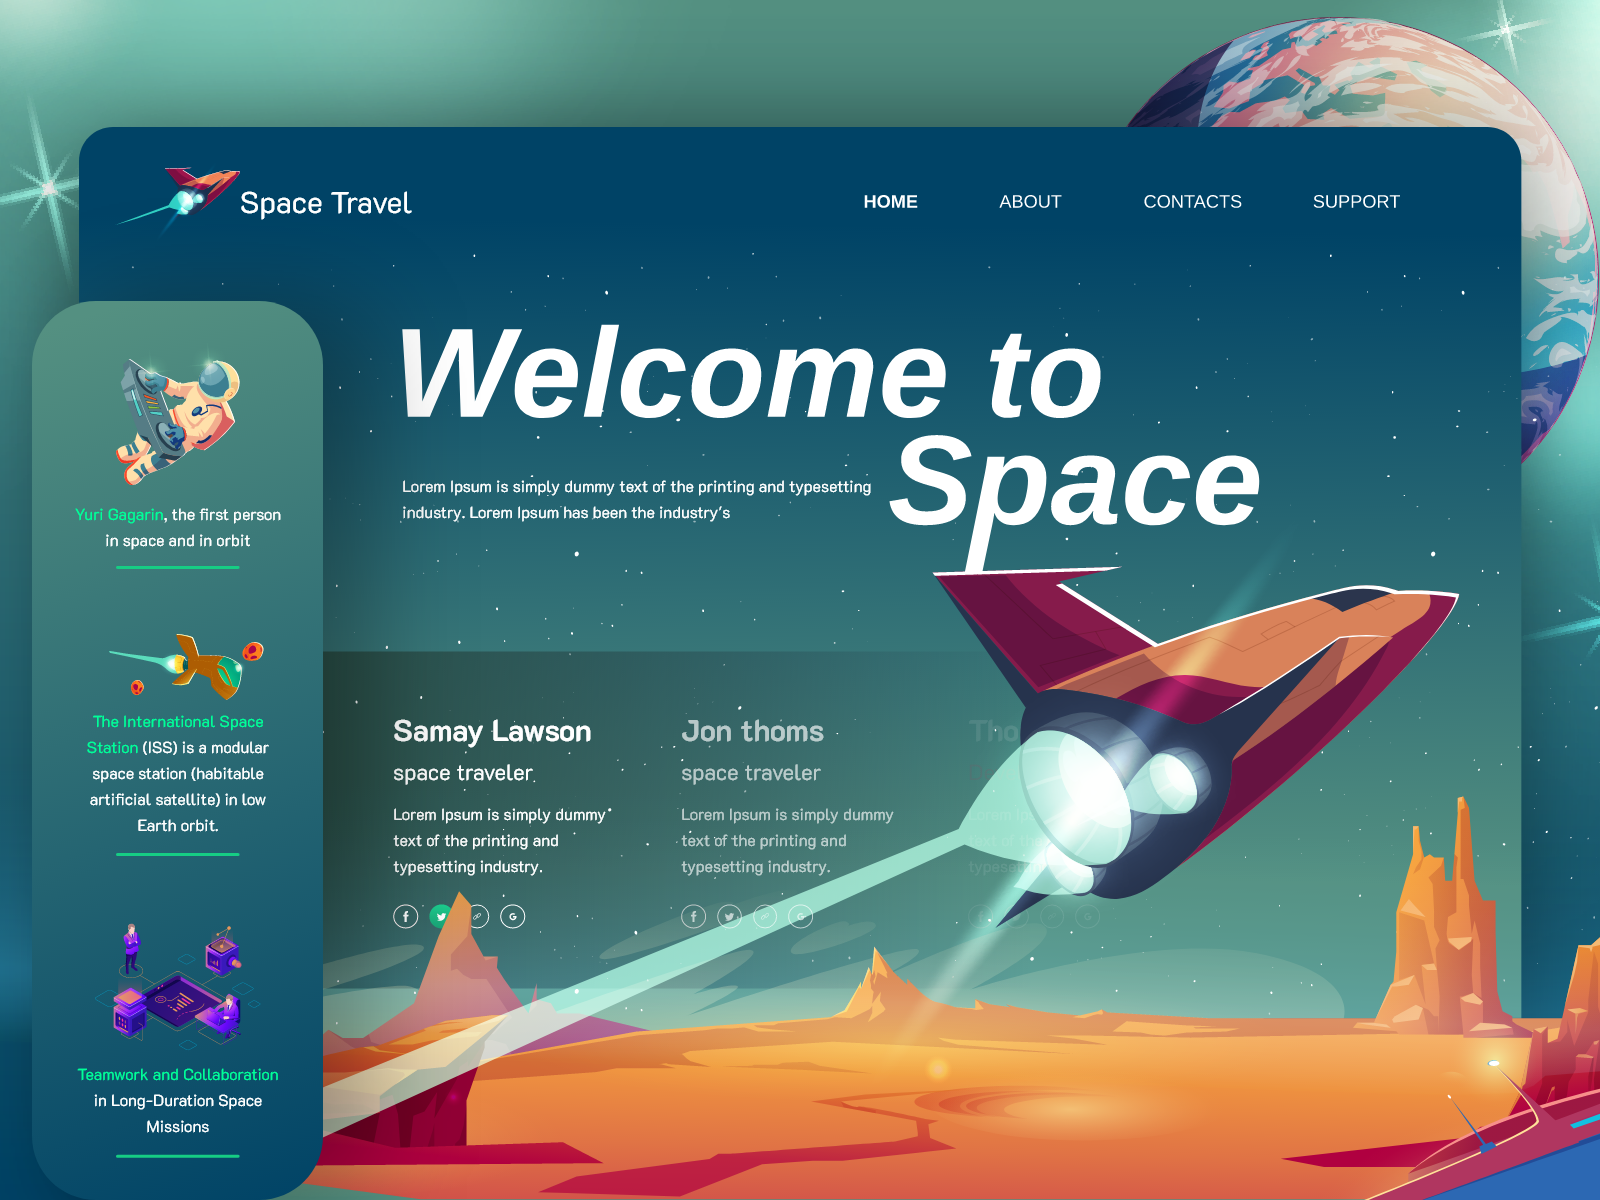 Space Travel
HOME ABOUT CONTACTS SUPPORT
Welcome to
Space
Lorem Ipsum is simply dummy text of the printing and typesetting
industry. Lorem Ipsum has been the industry's
Yuri Gagarin, the first person
in space and in orbit
The International Space
Station (ISS) is a modular
space station (habitable
artificial satellite) in low
Earth orbit.
Teamwork and Collaboration
in Long-Duration Space
Missions
Samay Lawson
space traveler
Lorem Ipsum is simply dummy
text of the printing and
typesetting industry.
Jon thoms
space traveler
Lorem Ipsum is simply dummy
text of the printing and
typesetting industry.